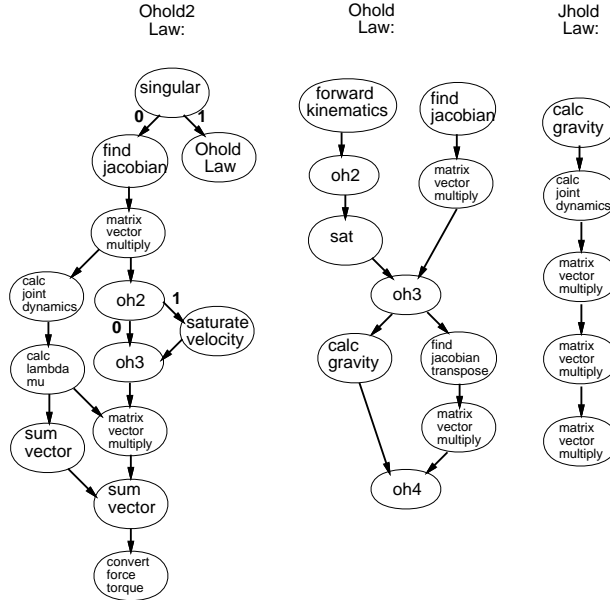 Ohold2
Law:
singular
0
1
find
jacobian
Ohold
Law
matrix
vector
multiply
calc
joint
dynamics
oh2
1
0
saturate
velocity
calc
lambda
mu
oh3
sum
vector
matrix
vector
multiply
sum
vector
convert
force
torque
Ohold
Law:
forward
kinematics
find
jacobian
oh2
matrix
vector
multiply
sat
oh3
calc
gravity
find
jacobian
transpose
matrix
vector
multiply
oh4
Jhold
Law:
calc
gravity
calc
joint
dynamics
matrix
vector
multiply
matrix
vector
multiply
matrix
vector
multiply